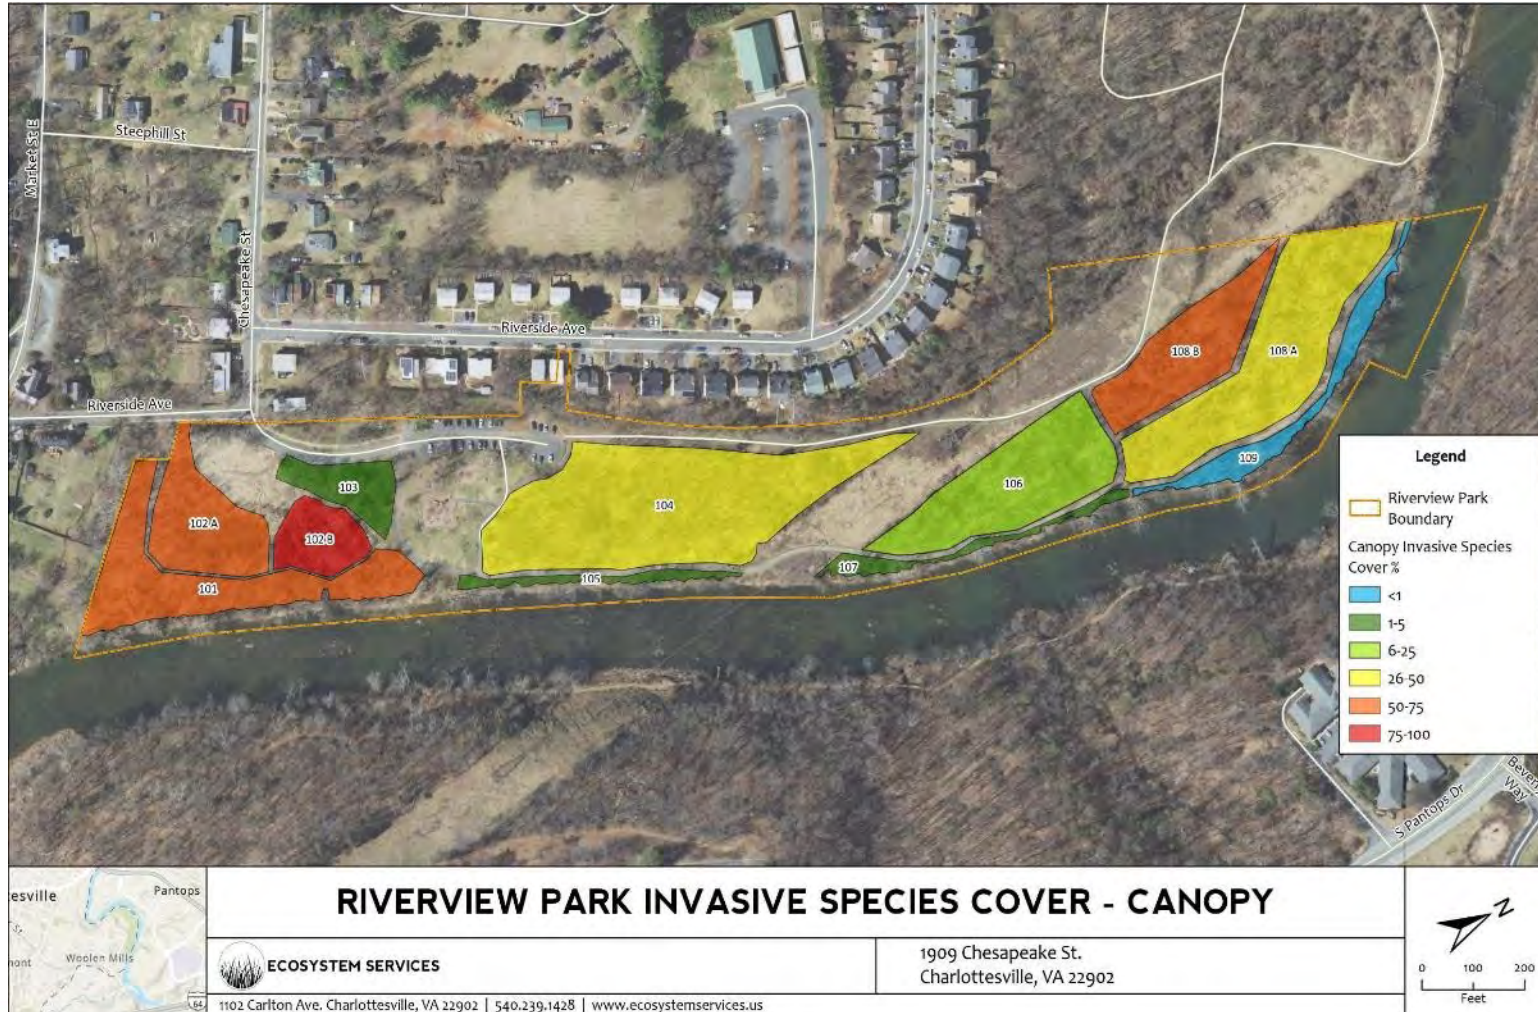 Steephill St
Market St E
Chesapeake St
Riverside Ave
Riverside Ave
108 B
108 A
109
103
106
104
102 A
102 B
107
105
101
Legend
Riverview Park
Boundary
Canopy Invasive Species
Cover %
<1
1-5
6-25
26-50
50-75
75-100
S Pantops Dr
Way
esville
Pantops
St
mont
Woolen Mills
64
RIVERVIEW PARK INVASIVE SPECIES COVER - CANOPY
ECOSYSTEM SERVICES
1909 Chesapeake St.
Charlottesville, VA 22902
1102 Carlton Ave. Charlottesville, VA 22902 | 540.239.1428 | www.ecosystemservices.us
N
0 100 200
Feet